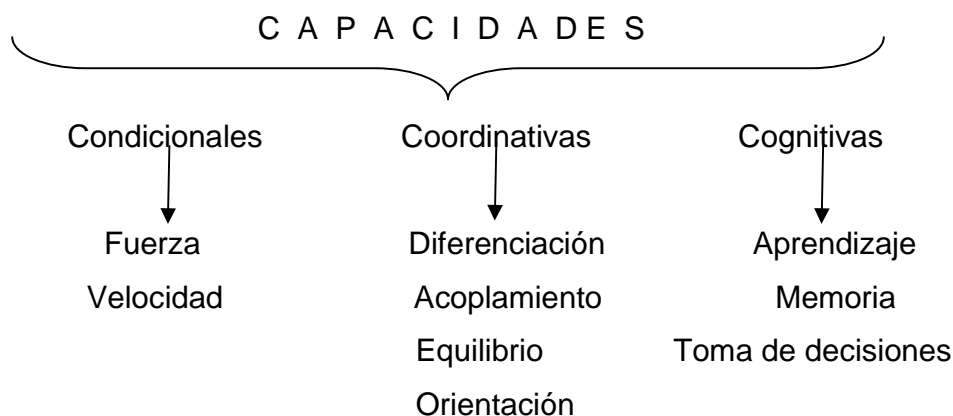 C A P A C I D A D E S
Condicionales Coordinativas Cognitivas
Fuerza Diferenciación Aprendizaje
Velocidad Acoplamiento Memoria
Equilibrio Toma de decisiones
Orientación